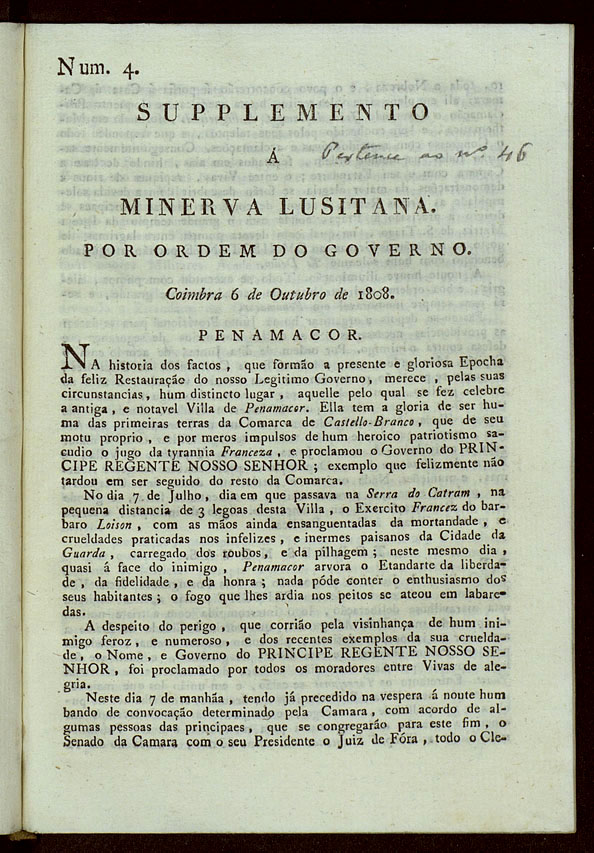 Num. 4.
SUPPLEMENTO
Á
Pertence ao nº 46
MINERVA LUSITANA.
POR ORDEM DO GOVERNO.
Coimbra 6 de Outubro de 1808.
PENAMACOR.
NA historia dos factos , que formão a presente e gloriosa Epocha
da feliz Restauração do nosso Legitimo Governo , merece , pelas suas
circunstancias, hum distincto lugar , aquelle pelo qual se fez celebre
a antiga , e notavel Villa de Penamacor. Ella tem a gloria de ser hu-
ma das primeiras terras da Comarca de Castello-Branco, que de seu
motu proprio , e por meros impulsos de hum heroico patriotismo sa-
cudio o jugo da tyrannia Franceza , e proclamou o Governo do PRIN-
CIPE REGENTE NOSSO SENHOR ; exemplo que felizmente não
tardou em ser seguido do resto da Comarca.
No dia 7 de Julho, dia em que passava na Serra do Catram , na
pequena distancia de 3 legoas desta Villa , o Exercito Francez do bar-
baro Loison , com as mãos ainda ensanguentadas da mortandade , e
crueldades praticadas nos infelizes , e inermes paisanos da Cidade da
Guarda , carregado dos roubos, e da pilhagem ; neste mesmo dia ,
quasi á face do inimigo , Penamacor arvora o Etandarte da liberda-
de , da fidelidade , e da honra ; nada póde conter o enthusiasmo dos
seus habitantes ; o fogo que lhes ardia nos peitos se ateou em labare-
das.
A despeito do perigo , que corrião pela visinhança de hum ini-
migo feroz , e numeroso , e dos recentes exemplos da sua cruelda-
de , o Nome , e Governo do PRINCIPE REGENTE NOSSO SE-
NHOR , foi proclamado por todos os moradores entre Vivas de ale-
gria.
Neste dia 7 de manhãa , tendo já precedido na vespera á noute hum
bando de convocação determinado pela Camara , com acordo de al-
gumas pessoas das principaes , que se congregarão para este fim , o
Senado da Camara com o seu Presidente o Juiz de Fóra , todo o Cle-